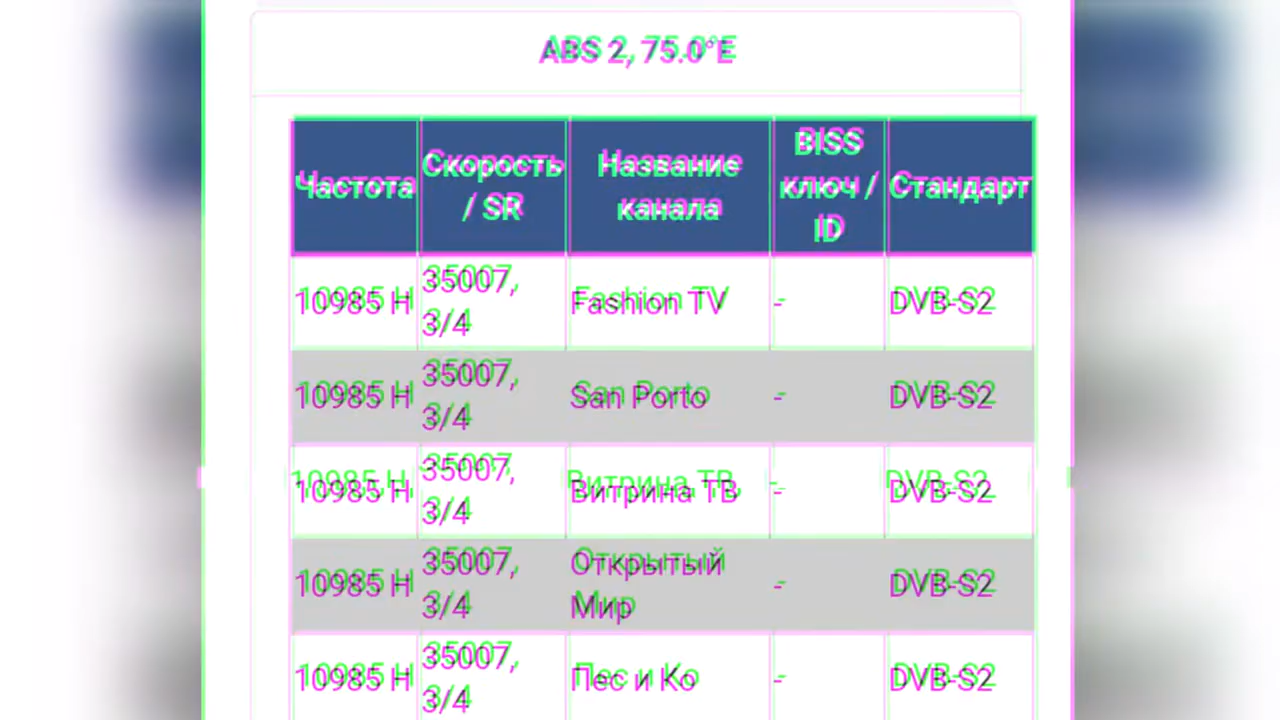 ABS 2, 75.0°E
Частота
Скорость
/ SR
Название
канала
BISS
ключ /
ID
Стандарт
10985 H
35007,
3/4
Fashion TV
-
DVB-S2
10985 H
35007,
3/4
San Porto
-
DVB-S2
10985 H
35007,
3/4
Витрина ТВ
-
DVB-S2
10985 H
35007,
3/4
Открытый
Мир
-
DVB-S2
10985 H
35007,
3/4
Пес и Ко
-
DVB-S2